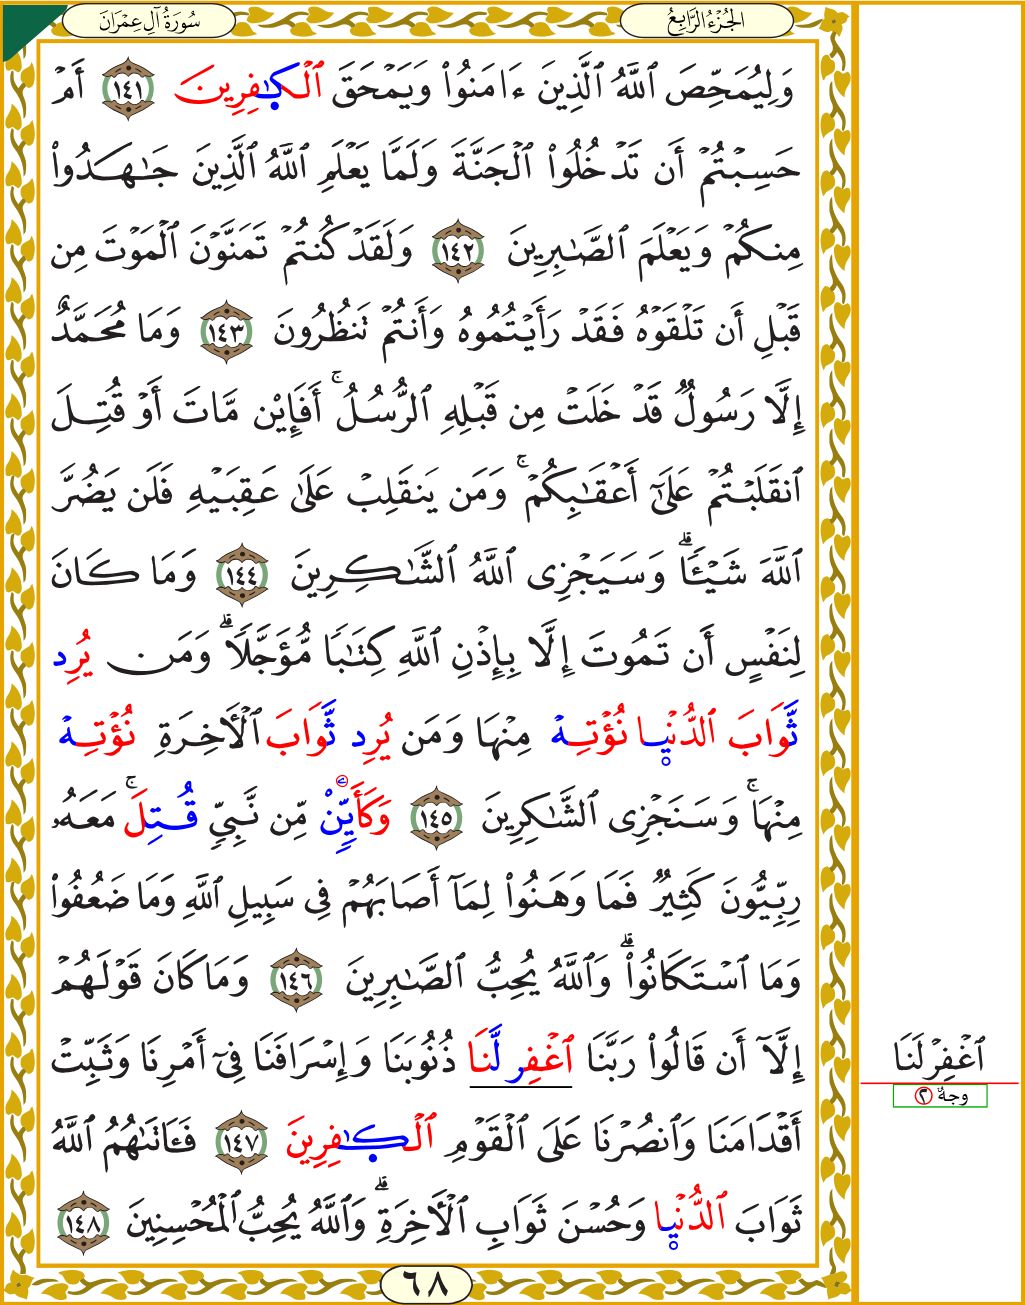 سُورَةُ آلِ عِمْرَان
الجُزْءُ الرَّابِعُ
وَلِيُمَحِّصَ ٱللَّهُ ٱلَّذِينَ ءَامَنُوا۟ وَيَمْحَقَ ٱلْكَـٰفِرِينَ ١٤١ أَمْ
حَسِبْتُمْ أَن تَدْخُلُوا۟ ٱلْجَنَّةَ وَلَمَّا يَعْلَمِ ٱللَّهُ ٱلَّذِينَ جَـٰهَدُوا۟
مِنكُمْ وَيَعْلَمَ ٱلصَّـٰبِرِينَ ١٤٢ وَلَقَدْ كُنتُمْ تَمَنَّوْنَ ٱلْمَوْتَ مِن
قَبْلِ أَن تَلْقَوْهُ فَقَدْ رَأَيْتُمُوهُ وَأَنتُمْ تَنظُرُونَ ١٤٣ وَمَا مُحَمَّدٌ
إِلَّا رَسُولٌ قَدْ خَلَتْ مِن قَبْلِهِ ٱلرُّسُلُ ۚ أَفَإِي۟ن مَّاتَ أَوْ قُتِلَ
ٱنقَلَبْتُمْ عَلَىٰٓ أَعْقَـٰبِكُمْ ۚ وَمَن يَنقَلِبْ عَلَىٰ عَقِبَيْهِ فَلَن يَضُرَّ
ٱللَّهَ شَيْـًٔا ۗ وَسَيَجْزِى ٱللَّهُ ٱلشَّـٰكِرِينَ ١٤٤ وَمَا كَانَ
لِنَفْسٍ أَن تَمُوتَ إِلَّا بِإِذْنِ ٱللَّهِ كِتَـٰبًا مُّؤَجَّلًا ۗ وَمَن يُرِد
ثَّوَابَ ٱلدُّنْيِا نُؤْتِهْ مِنْهَا وَمَن يُرِد ثَّوَابَ ٱلْـَٔاخِرَةِ نُؤْتِهْ
مِنْهَا ۚ وَسَنَجْزِى ٱلشَّـٰكِرِينَ ١٤٥ وَكَأَيِّنْ مِّن نَّبِىٍّ قُتِلَ ۚ مَعَهُۥ
رِبِّيُّونَ كَثِيرٌ فَمَا وَهَنُوا۟ لِمَآ أَصَابَهُمْ فِى سَبِيلِ ٱللَّهِ وَمَا ضَعُفُوا۟
وَمَا ٱسْتَكَانُوا۟ ۗ وَٱللَّهُ يُحِبُّ ٱلصَّـٰبِرِينَ ١٤٦ وَمَا كَانَ قَوْلَهُمْ
إِلَّآ أَن قَالُوا۟ رَبَّنَا ٱغْفِر لَّنَا ذُنُوبَنَا وَإِسْرَافَنَا فِىٓ أَمْرِنَا وَثَبِّتْ
أَقْدَامَنَا وَٱنصُرْنَا عَلَى ٱلْقَوْمِ ٱلْكَـٰفِرِينَ ١٤٧ فَـَٔاتَىٰهُمُ ٱللَّهُ
ثَوَابَ ٱلدُّنْيِا وَحُسْنَ ثَوَابِ ٱلْـَٔاخِرَةِ ۗ وَٱللَّهُ يُحِبُّ ٱلْمُحْسِنِينَ ١٤٨
٦٨
ٱغْفِرْ لَنَا
وجهٌ ٢